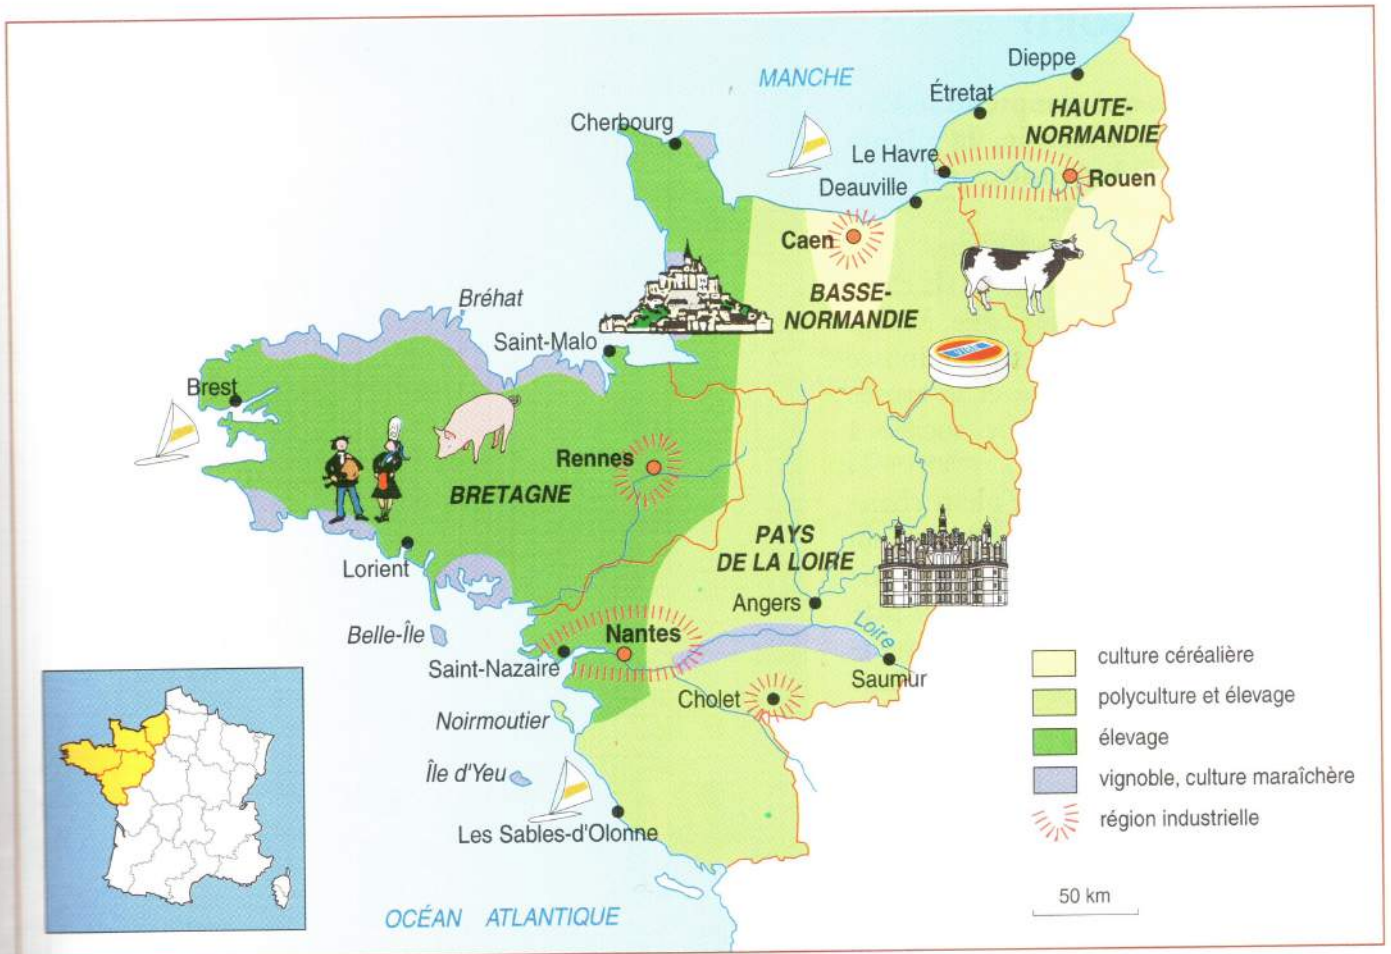 MANCHE
Dieppe
Étretat
HAUTE-
NORMANDIE
Cherbourg
Le Havre
Deauville
Rouen
Caen
BASSE-
NORMANDIE
Bréhat
Saint-Malo
Brest
Rennes
BRETAGNE
PAYS
DE LA LOIRE
Lorient
Angers
Belle-Île
Nantes
Loire
Saint-Nazaire
Saumur
Cholet
Noirmoutier
Île d'Yeu
Les Sables-d'Olonne
OCÉAN ATLANTIQUE
culture céréalière
polyculture et élevage
élevage
vignoble, culture maraîchère
région industrielle
50 km